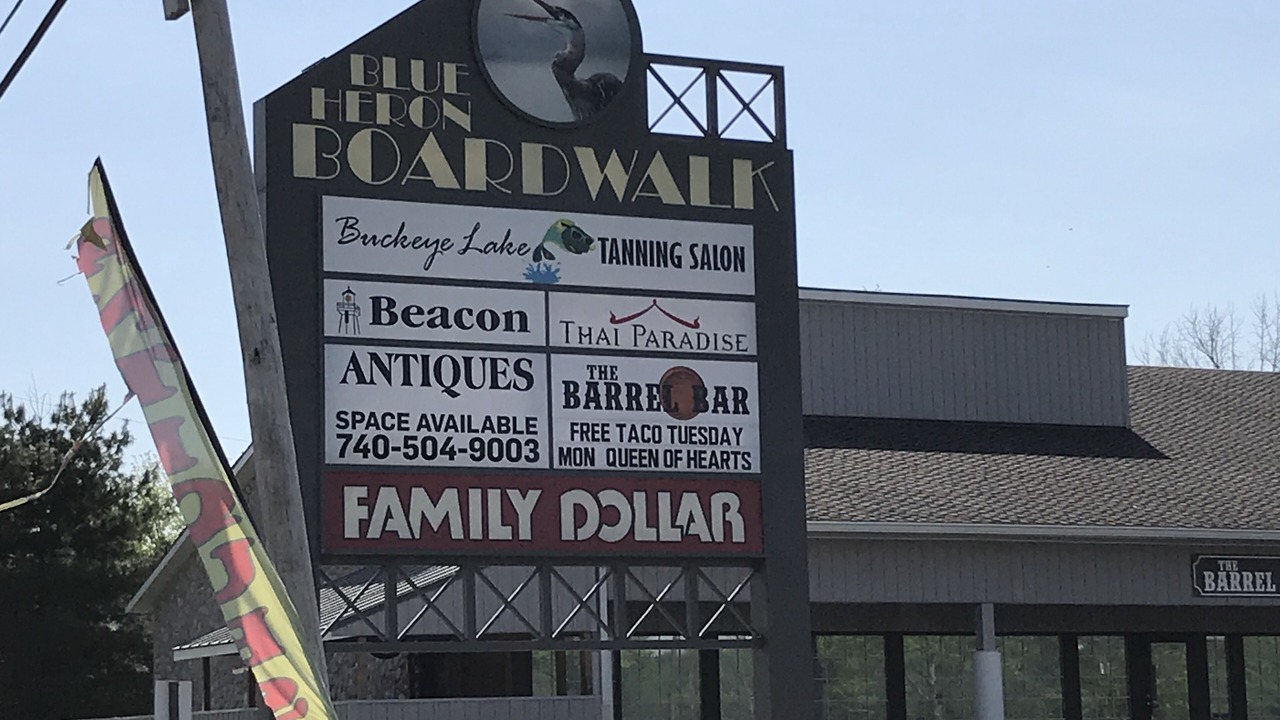 BLUE
HERON
BOARDWALK
Buckeye Lake TANNING SALON
Beacon
THAI PARADISE
ANTIQUES
SPACE AVAILABLE
740-504-9003
THE
BARREL BAR
FREE TACO TUESDAY
MON QUEEN OF HEARTS
FAMILY DOLLAR
THE
BARREL